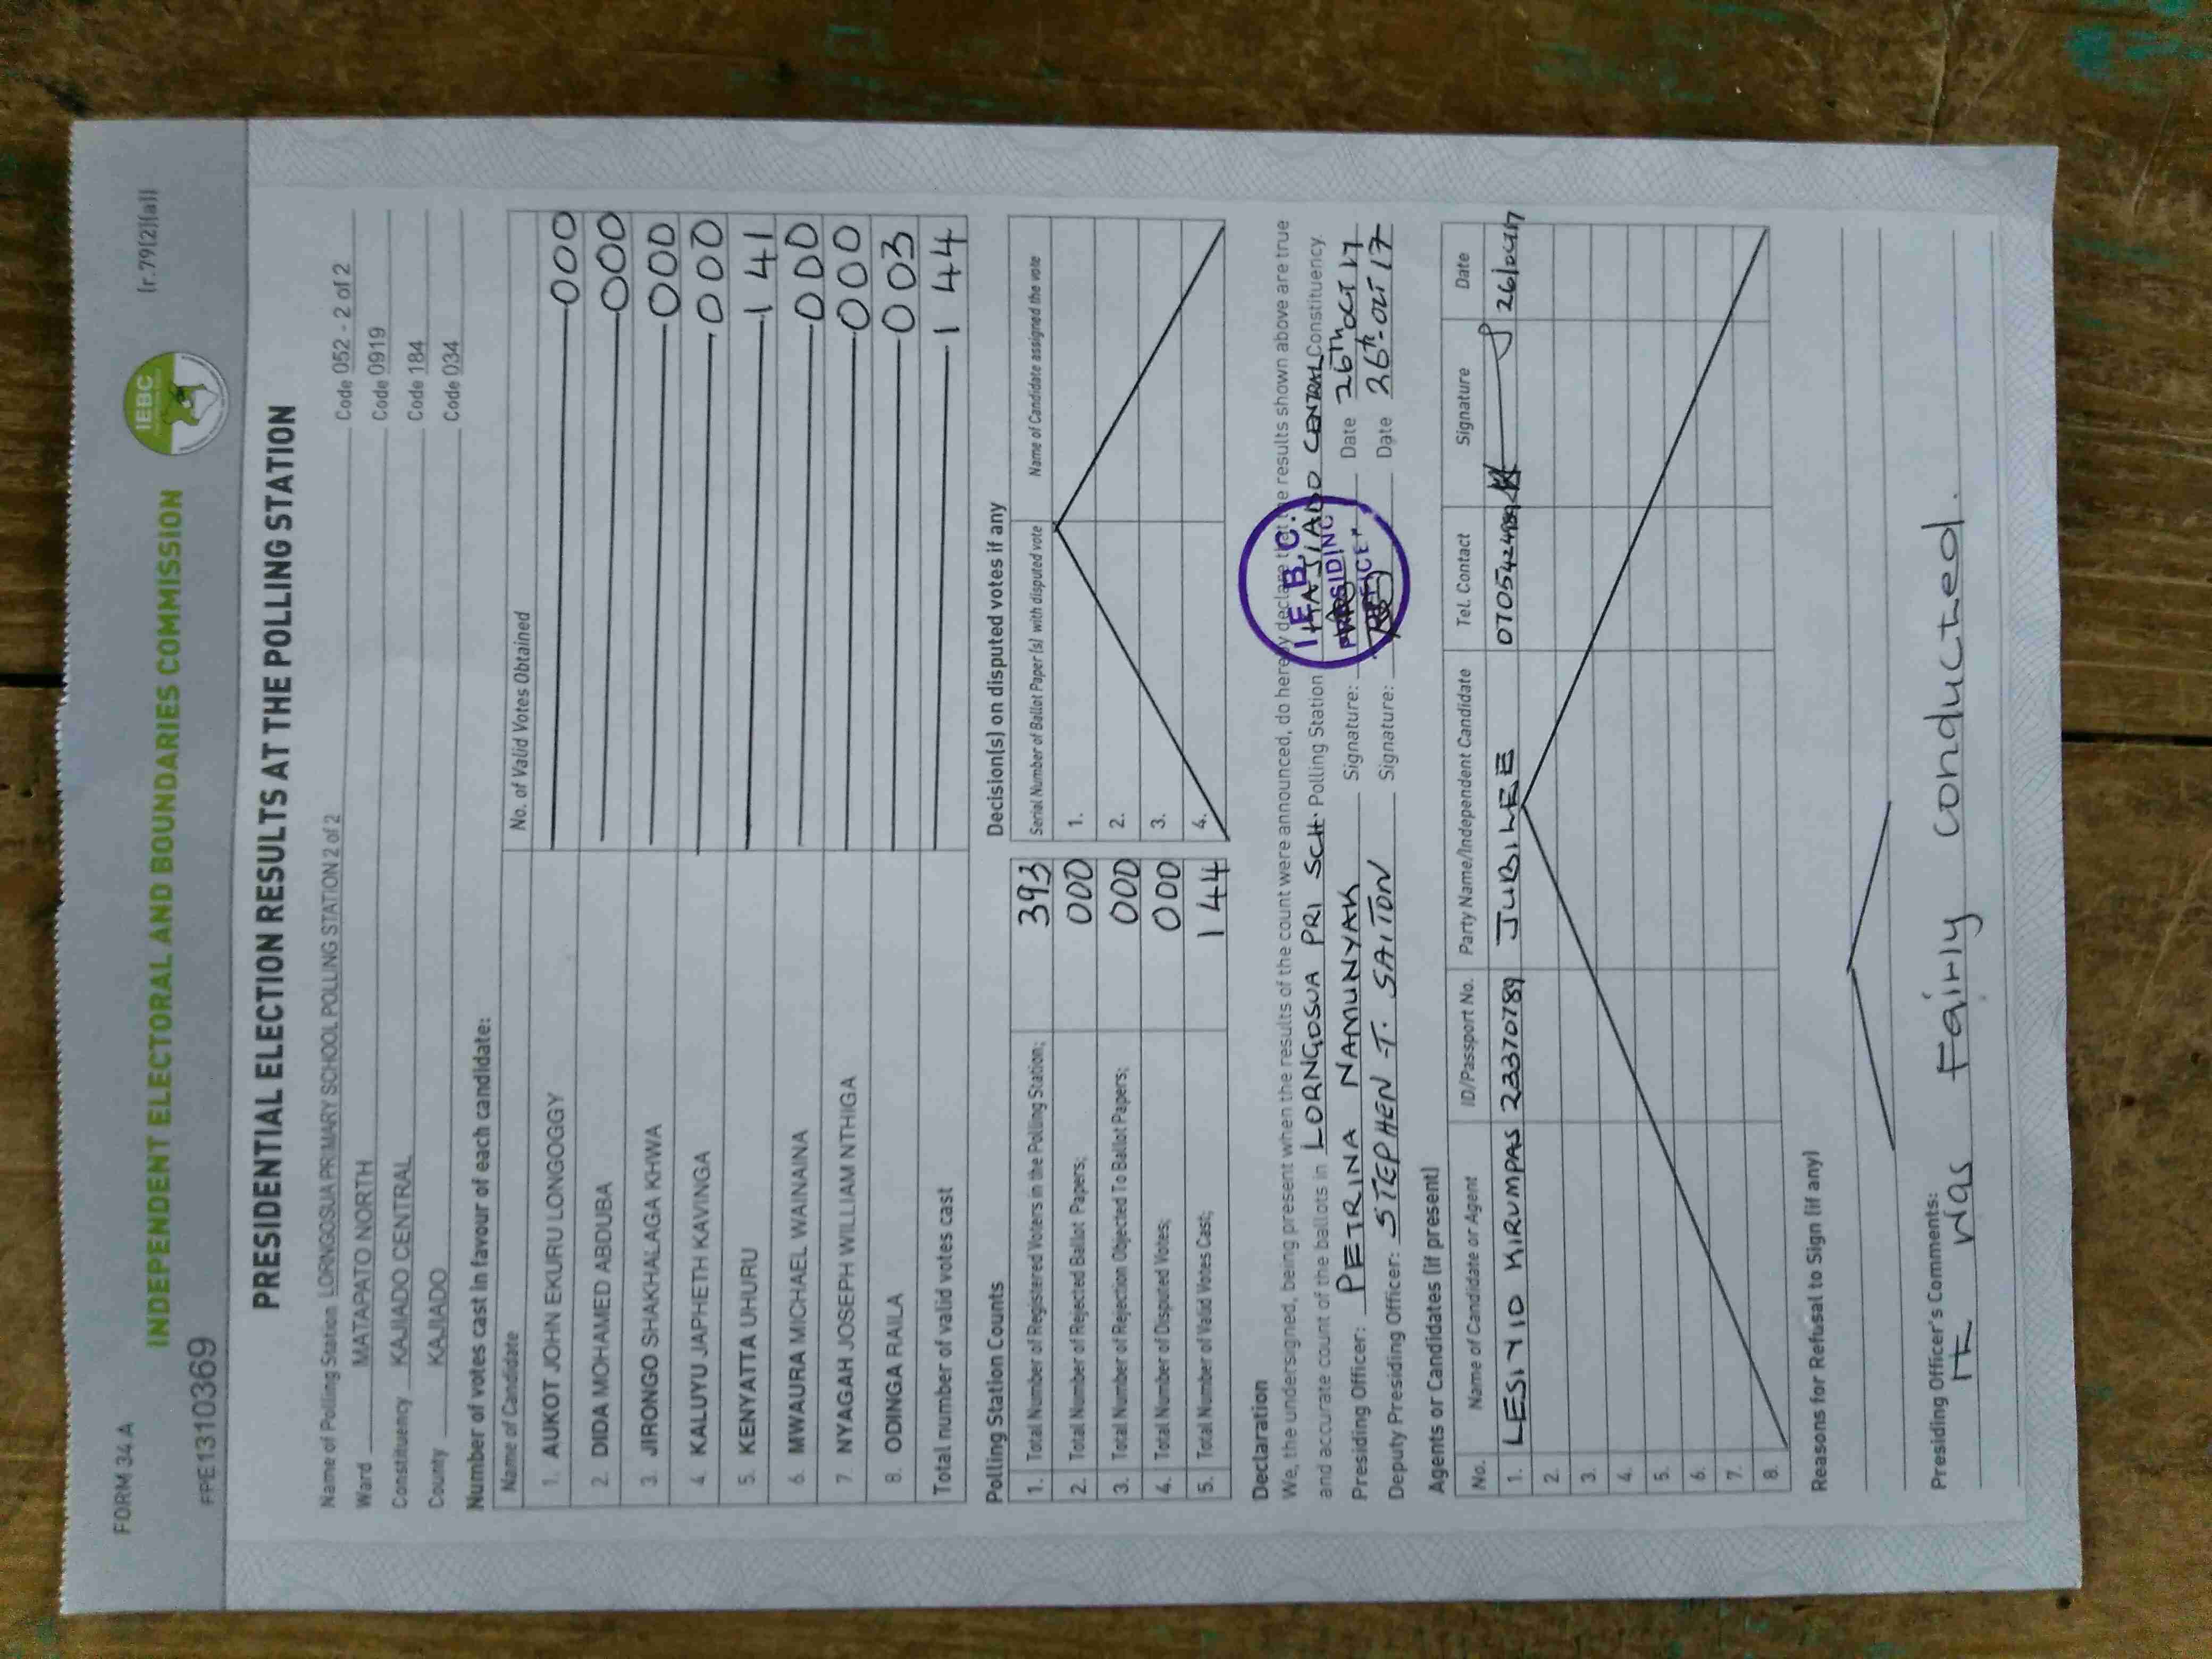 FORM 34 A
(r.79(2)(a))
IEBC
INDEPENDENT ELECTORAL AND BOUNDARIES COMMISSION
PRESIDENTIAL ELECTION RESULTS AT THE POLLING STATION
Name of Polling Station LORNGOSUA PRIMARY SCHOOL POLLING STATION 2 of 2 Code 052 - 2 of 2
Ward MATAPATO NORTH Code 0919
Constituency KAJIADO CENTRAL Code 184
County KAJIADO Code 034
Number of votes cast in favour of each candidate:
Name of Candidate No. of Valid Votes Obtained
1. AUKOT JOHN EKURU LONGOGGY 000
2. DIDA MOHAMED ABDUBA 000
3. JIRONGO SHAKHALAGA KHWA 000
4. KALUYU JAPHETH KAVINGA 000
5. KENYATTA UHURU 141
6. MWAURA MICHAEL WAINAINA 000
7. NYAGAH JOSEPH WILLIAM NTHIGA 000
8. ODINGA RAILA 003
Total number of valid votes cast 144
Polling Station Counts
1. Total Number of Registered Voters in the Polling Station; 393
2. Total Number of Rejected Ballot Papers; 000
3. Total Number of Rejection Objected To Ballot Papers; 000
4. Total Number of Disputed Votes; 000
5. Total Number of Valid Votes Cast; 144
Decision(s) on disputed votes if any
Serial Number of Ballot Paper (s) with disputed vote Name of Candidate assigned the vote
1.
2.
3.
4.
Declaration
We, the undersigned, being present when the results of the count were announced, do hereby declare that the results shown above are true
and accurate count of the ballots in LORNGOSUA PRI SCH. Polling Station KAJIADO CENTRAL Constituency.
Presiding Officer: PETRINA NAMUNYAK Signature: Date 26TH OCT 17
Deputy Presiding Officer: STEPHEN T. SAITON Signature: Date 26th OCT 17
I.E.B.C.
PRESIDING
OFFICER
Agents or Candidates (if present)
No. Name of Candidate or Agent ID/Passport No. Party Name/Independent Candidate Tel. Contact Signature Date
1. LESIYIO KIRUMPAS 23370789 JUBILEE
2.
3.
4.
5.
6.
7.
8.
Reasons for Refusal to Sign (if any)
Presiding Officer's Comments:
It was Fairly conducted.